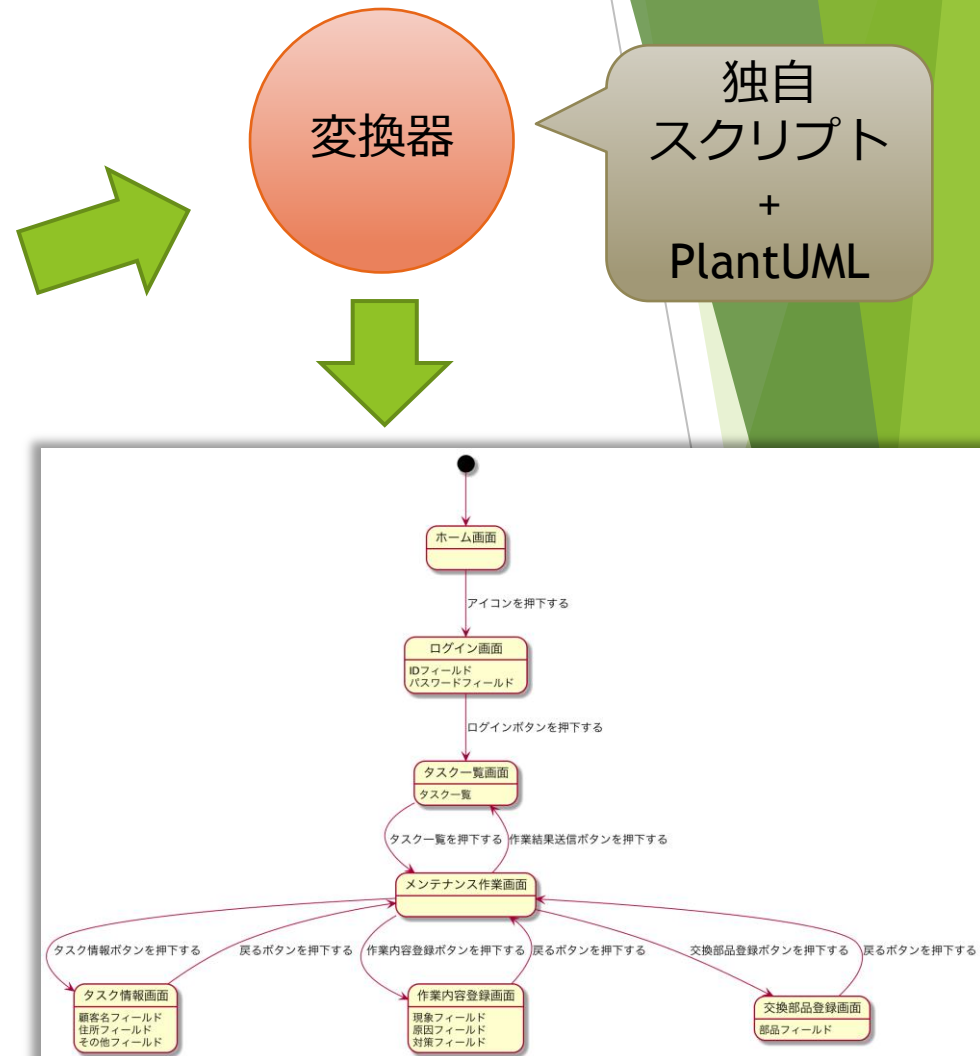 変換器
独自
スクリプト
+
PlantUML
ホーム画面
アイコンを押下する
ログイン画面
IDフィールド
パスワードフィールド
ログインボタンを押下する
タスク一覧画面
タスク一覧
タスク一覧を押下する
作業結果送信ボタンを押下する
メンテナンス作業画面
タスク情報ボタンを押下する
戻るボタンを押下する
作業内容登録ボタンを押下する
戻るボタンを押下する
交換部品登録ボタンを押下する
戻るボタンを押下する
タスク情報画面
顧客名フィールド
住所フィールド
その他フィールド
作業内容登録画面
現象フィールド
原因フィールド
対策フィールド
交換部品登録画面
部品フィールド